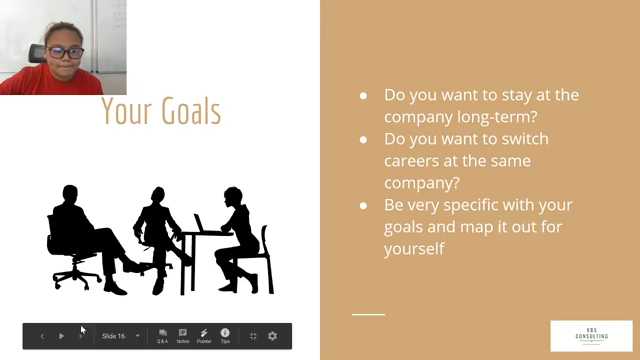 Your Goals
● Do you want to stay at the
company long-term?
● Do you want to switch
careers at the same
company?
● Be very specific with your
goals and map it out for
yourself
Slide 16
Q & A
Notes
Pointer
Tips
KBS
CONSULTING